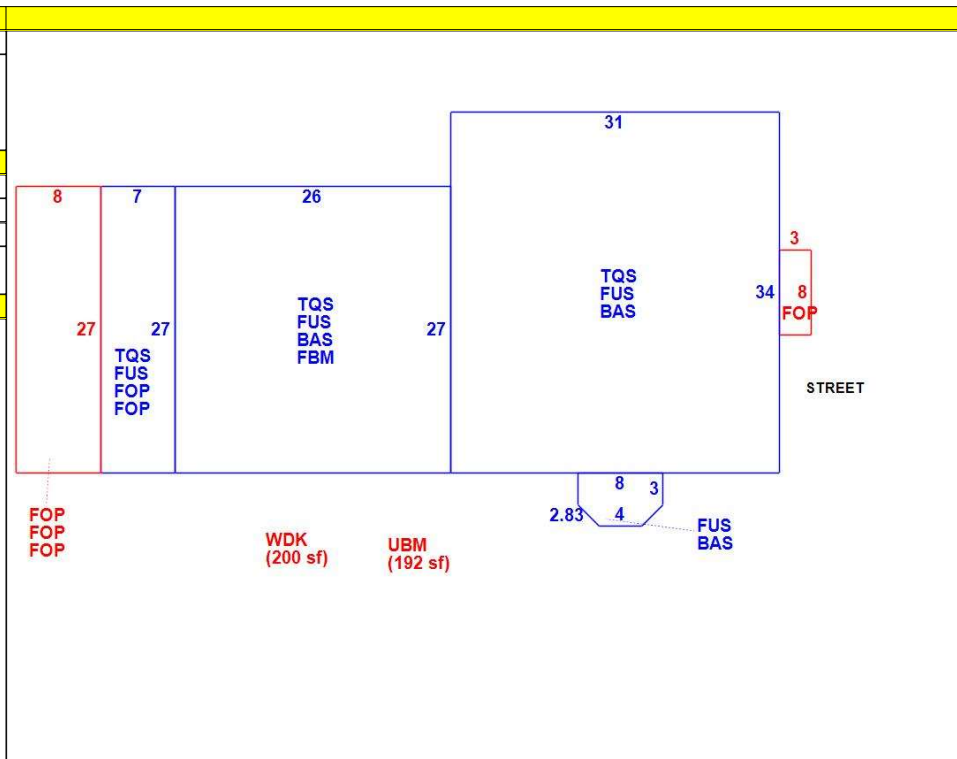 31
8
7
26
3
TQS
FUS
BAS
34
8
FOP
TQS
FUS
BAS
FBM
27
27
27
TQS
FUS
FOP
FOP
STREET
8
3
2.83
4
FOP
FOP
FOP
WDK
(200 sf)
UBM
(192 sf)
FUS
BAS